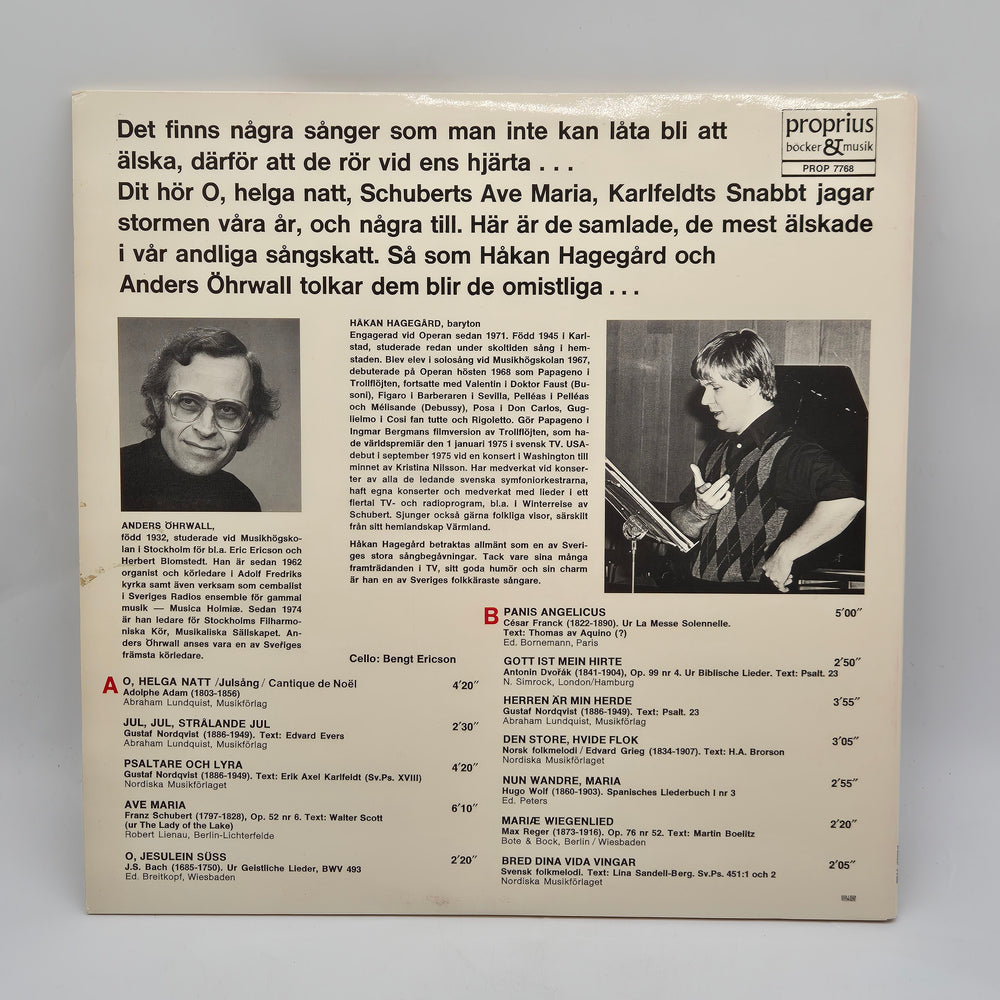 Det finns några sånger som man inte kan låta bli att
älska, därför att de rör vid ens hjärta . . .
Dit hör O, helga natt, Schuberts Ave Maria, Karlfeldts Snabbt jagar
stormen våra år, och några till. Här är de samlade, de mest älskade
i vår andliga sångskatt. Så som Håkan Hagegård och
Anders Öhrwall tolkar dem blir de omistliga . . .
proprius
böcker & musik
PROP 7768
ANDERS ÖHRWALL,
född 1932, studerade vid Musikhögsko-
lan i Stockholm för bl.a. Eric Ericson och
Herbert Blomstedt. Han är sedan 1962
organist och körledare i Adolf Fredriks
kyrka samt även verksam som cembalist
i Sveriges Radios ensemble för gammal
musik — Musica Holmiæ. Sedan 1974
är han ledare för Stockholms Filharmo-
niska Kör, Musikaliska Sällskapet. An-
ders Öhrwall anses vara en av Sveriges
främsta körledare.
HÅKAN HAGEGÅRD, baryton
Engagerad vid Operan sedan 1971. Född 1945 i Karl-
stad, studerade redan under skoltiden sång i hem-
staden. Blev elev i solosång vid Musikhögskolan 1967,
debuterade på Operan hösten 1968 som Papageno i
Trollflöjten, fortsatte med Valentin i Doktor Faust (Bu-
soni), Figaro i Barberaren i Sevilla, Pelléas i Pelléas
och Mélisande (Debussy), Posa i Don Carlos, Gug-
lielmo i Cosi fan tutte och Rigoletto. Gör Papageno i
Ingmar Bergmans filmversion av Trollflöjten, som ha-
de världspremiär den 1 januari 1975 i svensk TV. USA-
debut i september 1975 vid en konsert i Washington till
minnet av Kristina Nilsson. Har medverkat vid konser-
ter av alla de ledande svenska symfoniorkestrarna,
haft egna konserter och medverkat med lieder i ett
flertal TV- och radioprogram, bl.a. i Winterreise av
Schubert. Sjunger också gärna folkliga visor, särskilt
från sitt hemlandskap Värmland.
Håkan Hagegård betraktas allmänt som en av Sveri-
ges stora sångbegåvningar. Tack vare sina många
framträdanden i TV, sitt goda humör och sin charm
är han en av Sveriges folkkäraste sångare.
Cello: Bengt Ericson
A
O, HELGA NATT /Julsång / Cantique de Noël 4'20"
Adolphe Adam (1803-1856)
Abraham Lundquist, Musikförlag
JUL, JUL, STRÅLANDE JUL 2'30"
Gustaf Nordqvist (1886-1949). Text: Edvard Evers
Abraham Lundquist, Musikförlag
PSALTARE OCH LYRA 4'20"
Gustaf Nordqvist (1886-1949). Text: Erik Axel Karlfeldt (Sv.Ps. XVIII)
Nordiska Musikförlaget
AVE MARIA 6'10"
Franz Schubert (1797-1828), Op. 52 nr 6. Text: Walter Scott
(ur The Lady of the Lake)
Robert Lienau, Berlin-Lichterfelde
O, JESULEIN SÜSS 2'20"
J.S. Bach (1685-1750). Ur Geistliche Lieder, BWV 493
Ed. Breitkopf, Wiesbaden
B
PANIS ANGELICUS 5'00"
César Franck (1822-1890). Ur La Messe Solennelle.
Text: Thomas av Aquino (?)
Ed. Bornemann, Paris
GOTT IST MEIN HIRTE 2'50"
Antonin Dvořák (1841-1904), Op. 99 nr 4. Ur Biblische Lieder. Text: Psalt. 23
N. Simrock, London/Hamburg
HERREN ÄR MIN HERDE 3'55"
Gustaf Nordqvist (1886-1949). Text: Psalt. 23
Abraham Lundquist, Musikförlag
DEN STORE, HVIDE FLOK 3'05"
Norsk folkmelodi / Edvard Grieg (1834-1907). Text: H.A. Brorson
Nordiska Musikförlaget
NUN WANDRE, MARIA 2'55"
Hugo Wolf (1860-1903). Spanisches Liederbuch I nr 3
Ed. Peters
MARIÆ WIEGENLIED 2'20"
Max Reger (1873-1916). Op. 76 nr 52. Text: Martin Boelitz
Bote & Bock, Berlin / Wiesbaden
BRED DINA VIDA VINGAR 2'05"
Svensk folkmelodi. Text: Lina Sandell-Berg. Sv.Ps. 451:1 och 2
Nordiska Musikförlaget